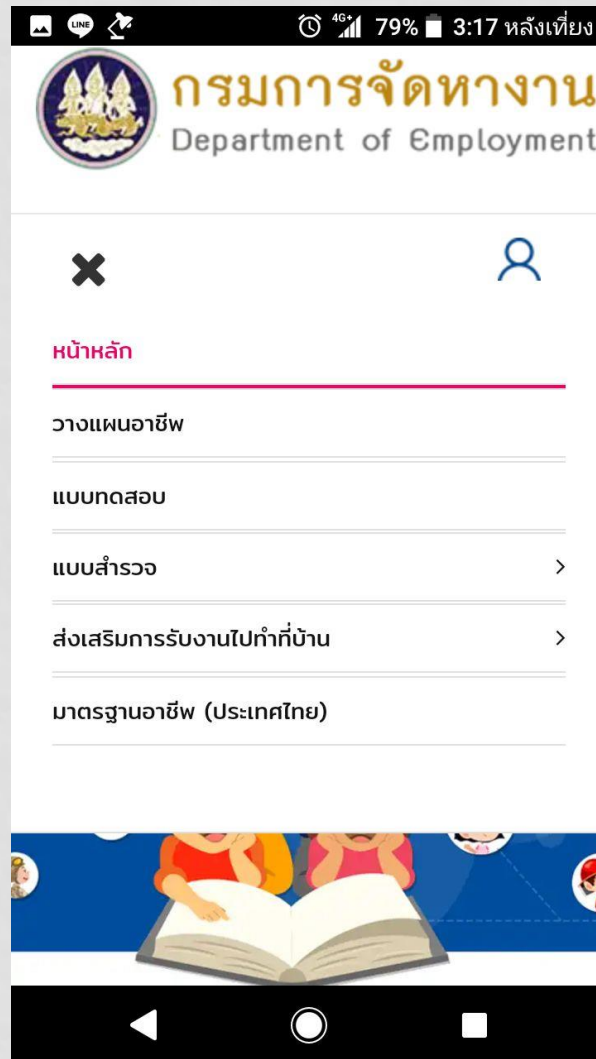 LINE
4G+ 79% 3:17 หลังเที่ยง
กรมการจัดหางาน
Department of Employment
หน้าหลัก
วางแผนอาชีพ
แบบทดสอบ
แบบสำรวจ
ส่งเสริมการรับงานไปทำที่บ้าน
มาตรฐานอาชีพ (ประเทศไทย)